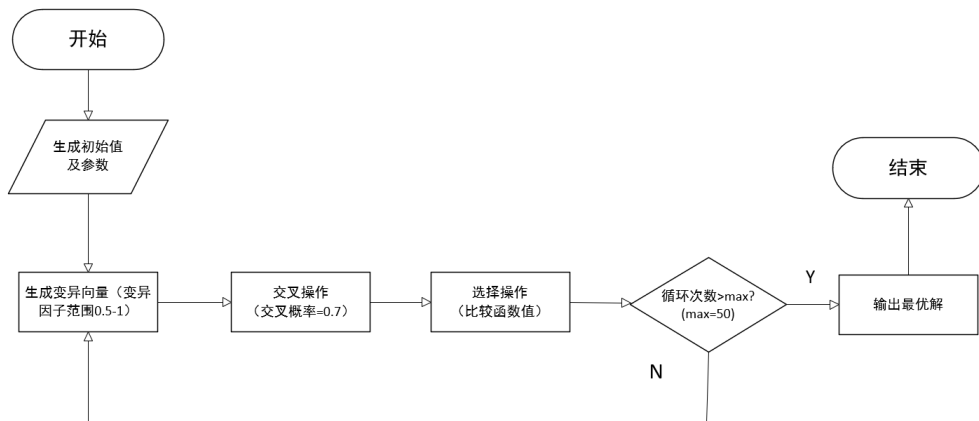 开始
生成初始值
及参数
生成变异向量（变异
因子范围0.5-1）
交叉操作
（交叉概率=0.7）
选择操作
（比较函数值）
循环次数>max?
(max=50)
Y
N
输出最优解
结束